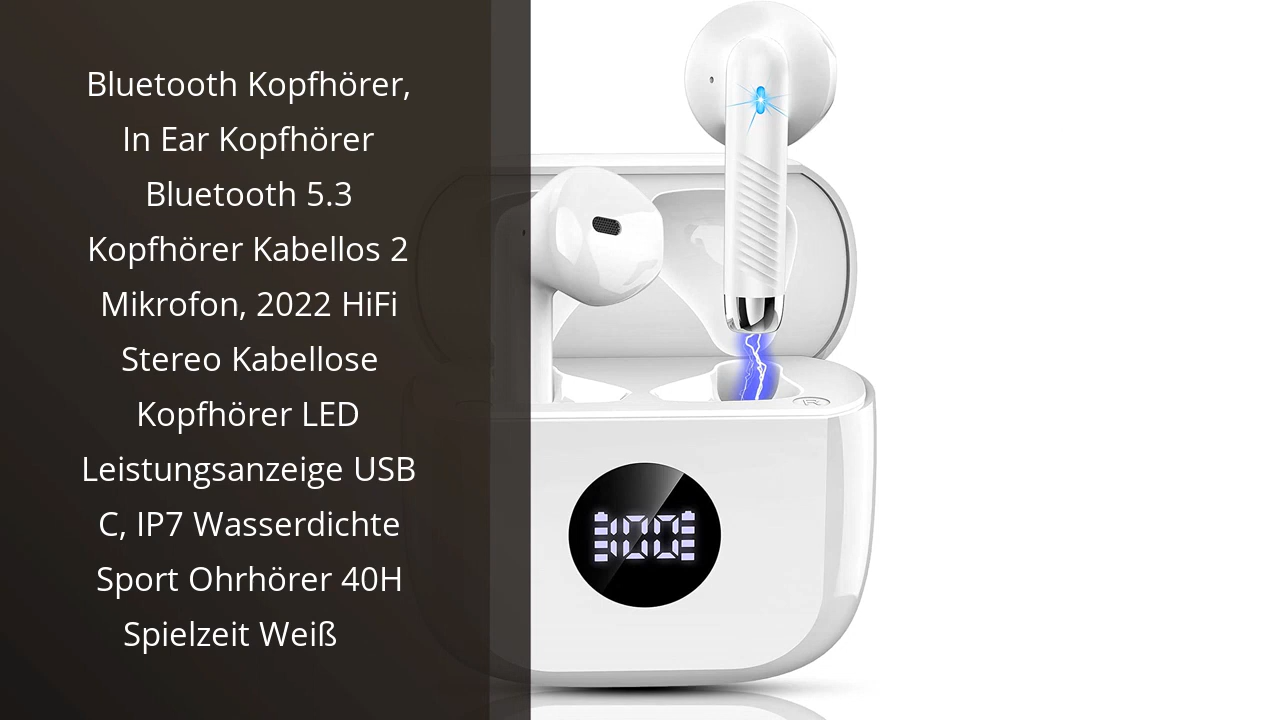 Bluetooth Kopfhörer,
In Ear Kopfhörer
Bluetooth 5.3
Kopfhörer Kabellos 2
Mikrofon, 2022 HiFi
Stereo Kabellose
Kopfhörer LED
Leistungsanzeige USB
C, IP7 Wasserdichte
Sport Ohrhörer 40H
Spielzeit Weiß
R
100